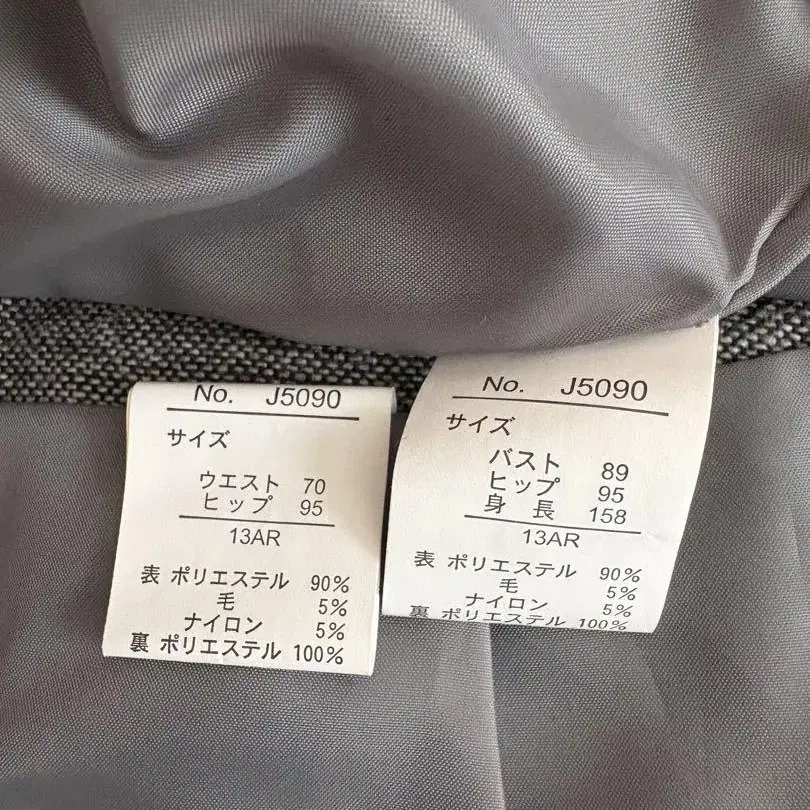 No. J5090
サイズ
ウエスト 70
ヒップ 95
13AR
表 ポリエステル 90%
毛 5%
ナイロン 5%
裏 ポリエステル 100%
No. J5090
サイズ
バスト 89
ヒップ 95
身長 158
13AR
表 ポリエステル 90%
毛 5%
ナイロン 5%
裏 ポリエステル 100%